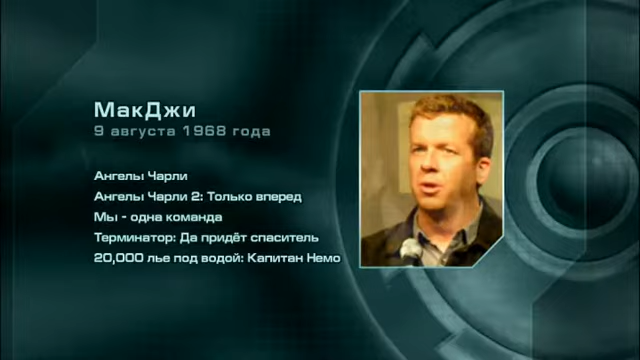 МакДжи
9 августа 1968 года
Ангелы Чарли
Ангелы Чарли 2: Только вперед
Мы - одна команда
Терминатор: Да придёт спаситель
20,000 лье под водой: Капитан Немо